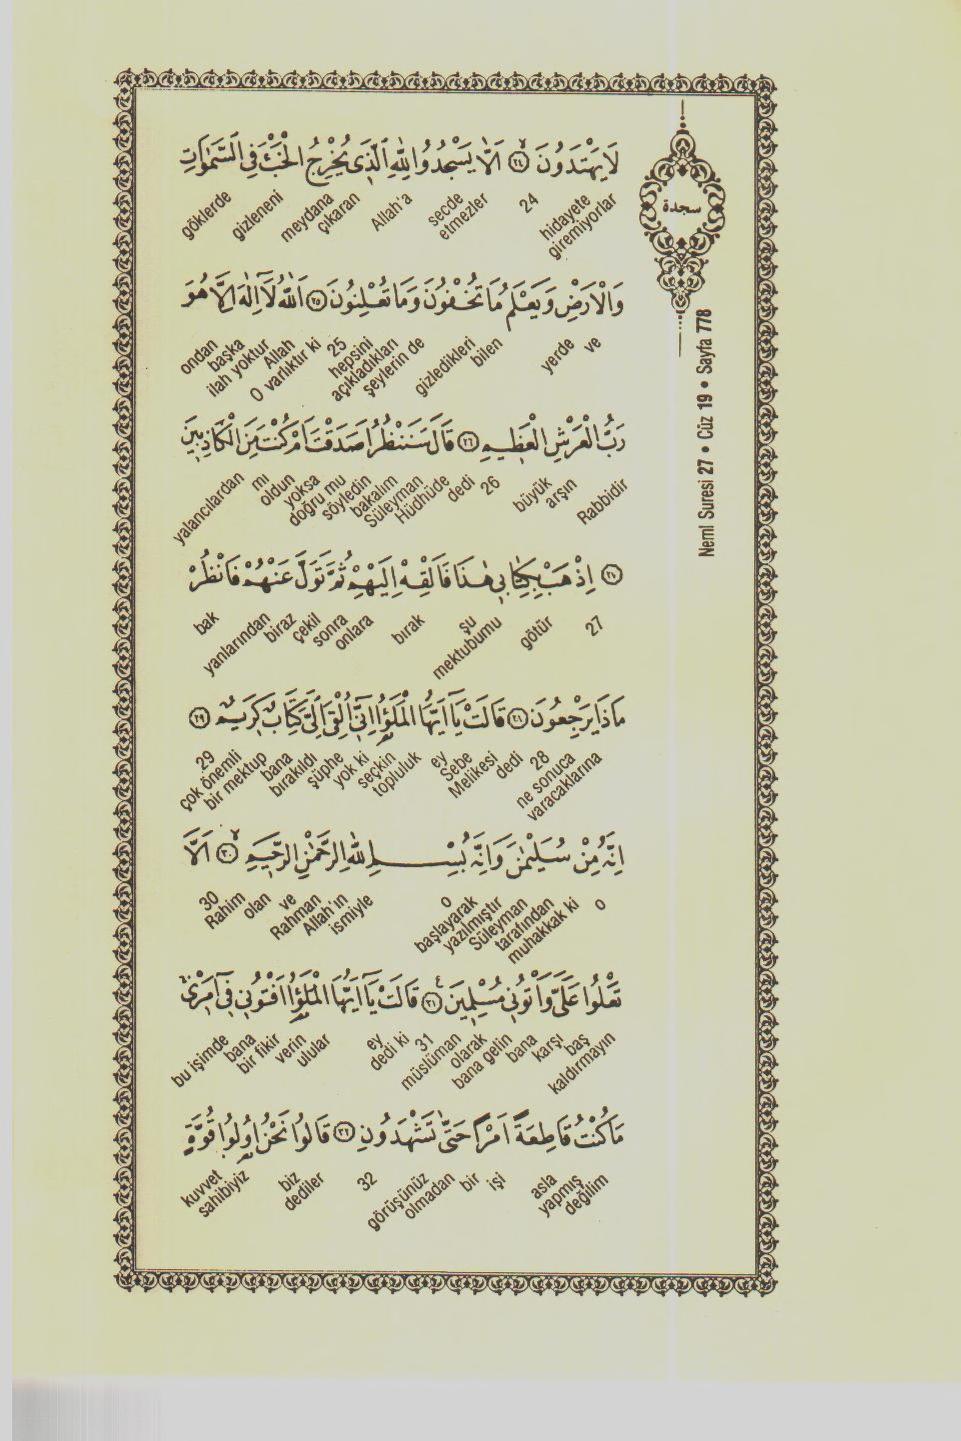 لَا يَهْتَدُونَ ﴿٢٤﴾ اَلَّا يَسْجُدُوا لِلّٰهِ الَّذ۪ي يُخْرِجُ الْخَبْءَ فِي السَّمٰوَاتِ
سجدة
hidayete giremiyorlar 24 secde etmezler Allah'a meydana çıkaran gizleneni göklerde
وَالْاَرْضِ وَيَعْلَمُ مَا تُخْفُونَ وَمَا تُعْلِنُونَ ﴿٢٥﴾ اَللّٰهُ لَٓا اِلٰهَ اِلَّا هُوَ
ve yerde bilen gizledikleri şeylerin de açıkladıkları hepsini 25 O varlıktır ki Allah ilah yoktur başka ondan
Neml Suresi 27 • Cüz 19 • Sayfa 778
رَبُّ الْعَرْشِ الْعَظ۪يمِ ﴿٢٦﴾ قَالَ سَنَنْظُرُ اَصَدَقْتَ اَمْ كُنْتَ مِنَ الْكَاذِب۪ينَ
Rabbidir arşın büyük 26 dedi Hüdhüde Süleyman bakalım söyledin doğru mu yoksa oldun mı yalancılardan
﴿٢٧﴾ اِذْهَبْ بِكِتَاب۪ي هٰذَا فَاَلْقِهْ اِلَيْهِمْ ثُمَّ تَوَلَّ عَنْهُمْ فَانْظُرْ
27 götür şu mektubumu bırak onlara sonra çekil biraz yanlarından bak
مَاذَا يَرْجِعُونَ ﴿٢٨﴾ قَالَتْ يَٓا اَيُّهَا الْمَلَؤُا اِنّ۪ٓي اُلْقِيَ اِلَيَّ كِتَابٌ كَر۪يمٌ ﴿٢٩﴾
ne sonuca varacaklarına 28 dedi Sebe Melikesi ey seçkin topluluk yok ki şüphe bırakıldı bana bir mektup çok önemli 29
اِنَّهُ مِنْ سُلَيْمٰنَ وَاِنَّهُ بِسْمِ اللّٰهِ الرَّحْمٰنِ الرَّح۪يمِ ﴿٣٠﴾ اَلَّا
o muhakkak ki tarafından Süleyman yazılmıştır başlayarak o ismiyle Allah'ın Rahman ve olan Rahim 30
تَعْلُوا عَلَيَّ وَأْتُون۪ي مُسْلِم۪ينَ ﴿٣١﴾ قَالَتْ يَٓا اَيُّهَا الْمَلَؤُا اَفْتُون۪ي ف۪ٓي اَمْر۪ي
baş kaldırmayın karşı bana bana gelin olarak müslüman 31 dedi ki ey ulular verin bir fikir bana bu işimde
مَا كُنْتُ قَاطِعَةً اَمْرًا حَتّٰى تَشْهَدُونِ ﴿٣٢﴾ قَالُوا نَحْنُ اُولُوا قُوَّةٍ
asla yapmış değilim işi bir görüşünüz olmadan 32 dediler biz kuvvet sahibiyiz